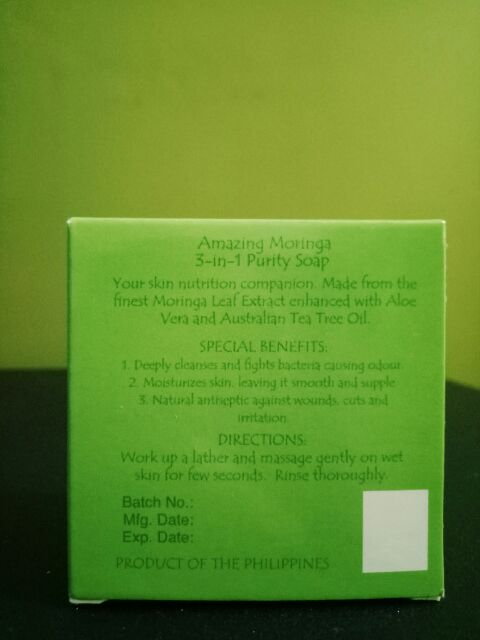 Amazing Moringa
3-in-1 Purity Soap
Your skin nutrition companion. Made from the
finest Moringa Leaf Extract enhanced with Aloe
Vera and Australian Tea Tree Oil.
SPECIAL BENEFITS:
1. Deeply cleanses and fights bacteria causing odour.
2. Moisturizes skin, leaving it smooth and supple
3. Natural antiseptic against wounds, cuts and
irritation.
DIRECTIONS:
Work up a lather and massage gently on wet
skin for few seconds. Rinse thoroughly.
Batch No.:
Mfg. Date:
Exp. Date:
PRODUCT OF THE PHILIPPINES